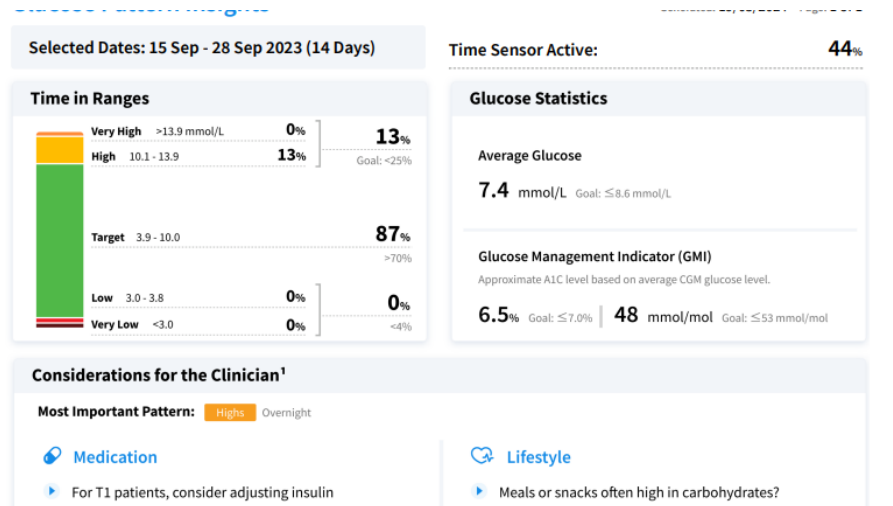 Glucose Pattern Insights
Selected Dates: 15 Sep - 28 Sep 2023 (14 Days)
Time Sensor Active: 44%
Time in Ranges
Very High >13.9 mmol/L 0%
High 10.1 - 13.9 13%
13%
Goal: <25%
Target 3.9 - 10.0 87%
>70%
Low 3.0 - 3.8 0%
Very Low <3.0 0%
0%
<4%
Glucose Statistics
Average Glucose
7.4 mmol/L Goal: ≤8.6 mmol/L
Glucose Management Indicator (GMI)
Approximate A1C level based on average CGM glucose level.
6.5% Goal: ≤7.0% | 48 mmol/mol Goal: ≤53 mmol/mol
Considerations for the Clinician¹
Most Important Pattern: Highs Overnight
Medication
For T1 patients, consider adjusting insulin
Lifestyle
Meals or snacks often high in carbohydrates?